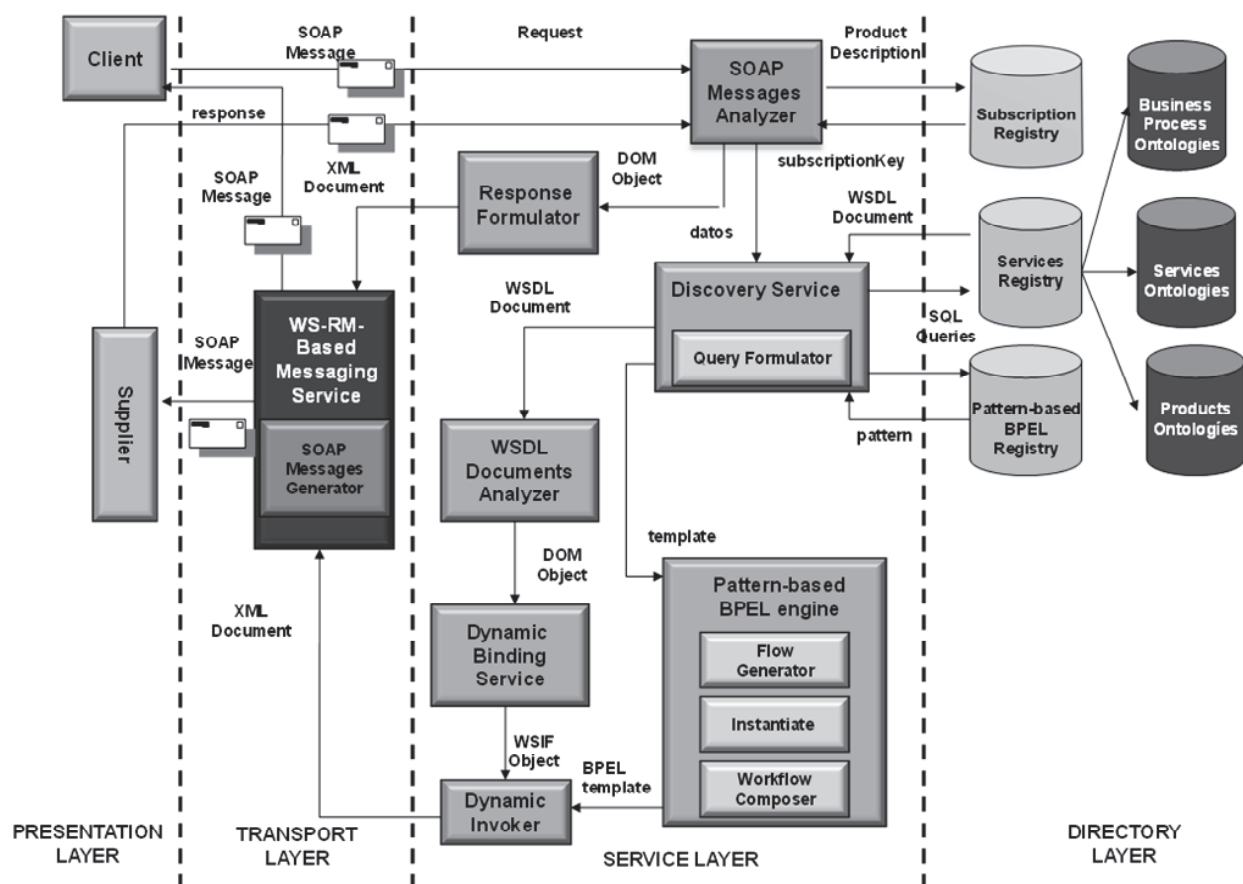 Client
SOAP
Message
Request
SOAP
Messages
Analyzer
Product
Description
Subscription
Registry
Business
Process
Ontologies
response
XML
Document
SOAP
Message
DOM
Object
Response
Formulator
subscriptionKey
datos
WSDL
Document
Services
Registry
Services
Ontologies
Discovery Service
Query Formulator
SQL
Queries
WSDL
Document
WS-RM-
Based
Messaging
Service
SOAP
Messages
Generator
SOAP
Message
Supplier
Pattern-based
BPEL
Registry
Products
Ontologies
pattern
WSDL
Documents
Analyzer
template
DOM
Object
Pattern-based
BPEL engine
Flow
Generator
Instantiate
Workflow
Composer
XML
Document
Dynamic
Binding
Service
WSIF
Object
BPEL
template
Dynamic
Invoker
PRESENTATION
LAYER
TRANSPORT
LAYER
SERVICE LAYER
DIRECTORY
LAYER